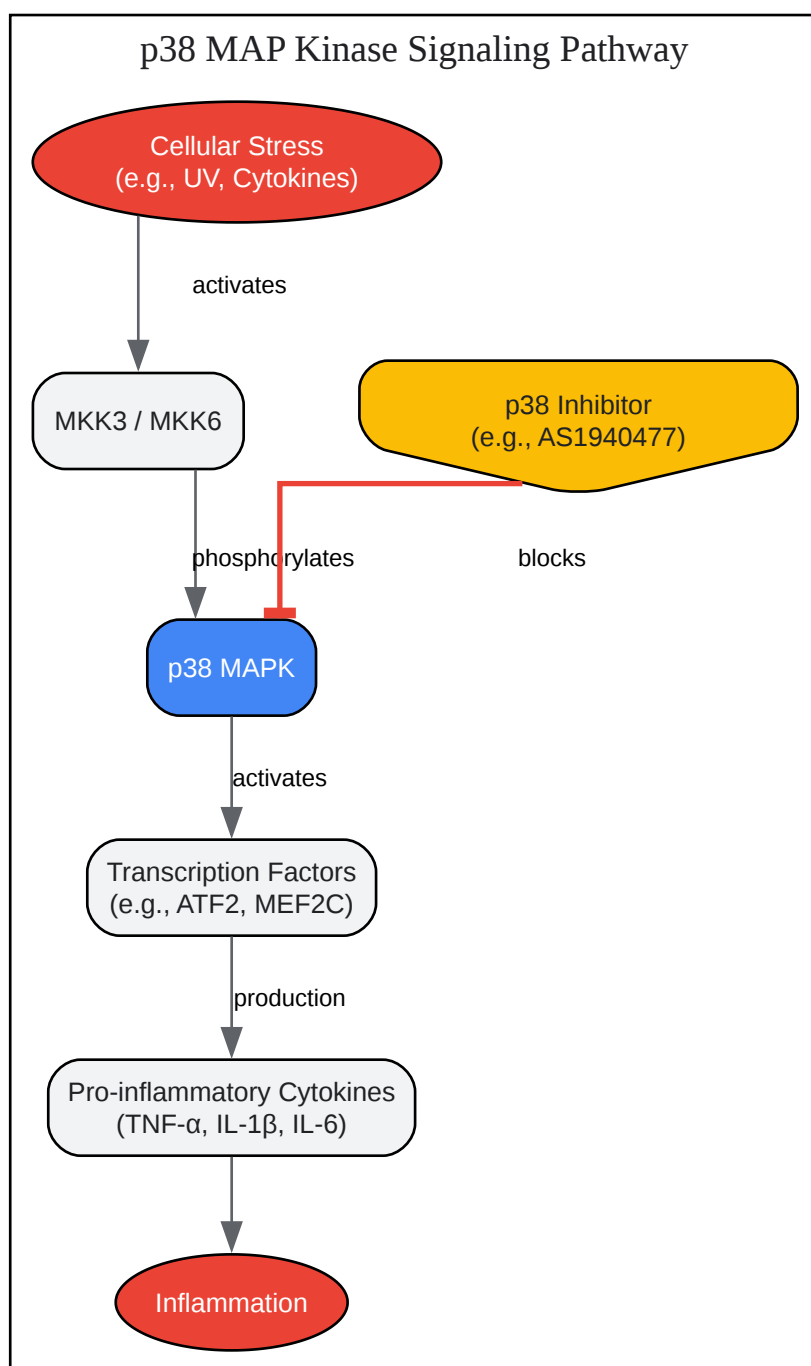 p38 MAP Kinase Signaling Pathway
Cellular Stress
(e.g., UV, Cytokines)
activates
MKK3 / MKK6
p38 Inhibitor
(e.g., AS1940477)
phosphorylates
blocks
p38 MAPK
activates
Transcription Factors
(e.g., ATF2, MEF2C)
production
Pro-inflammatory Cytokines
(TNF-α, IL-1β, IL-6)
Inflammation